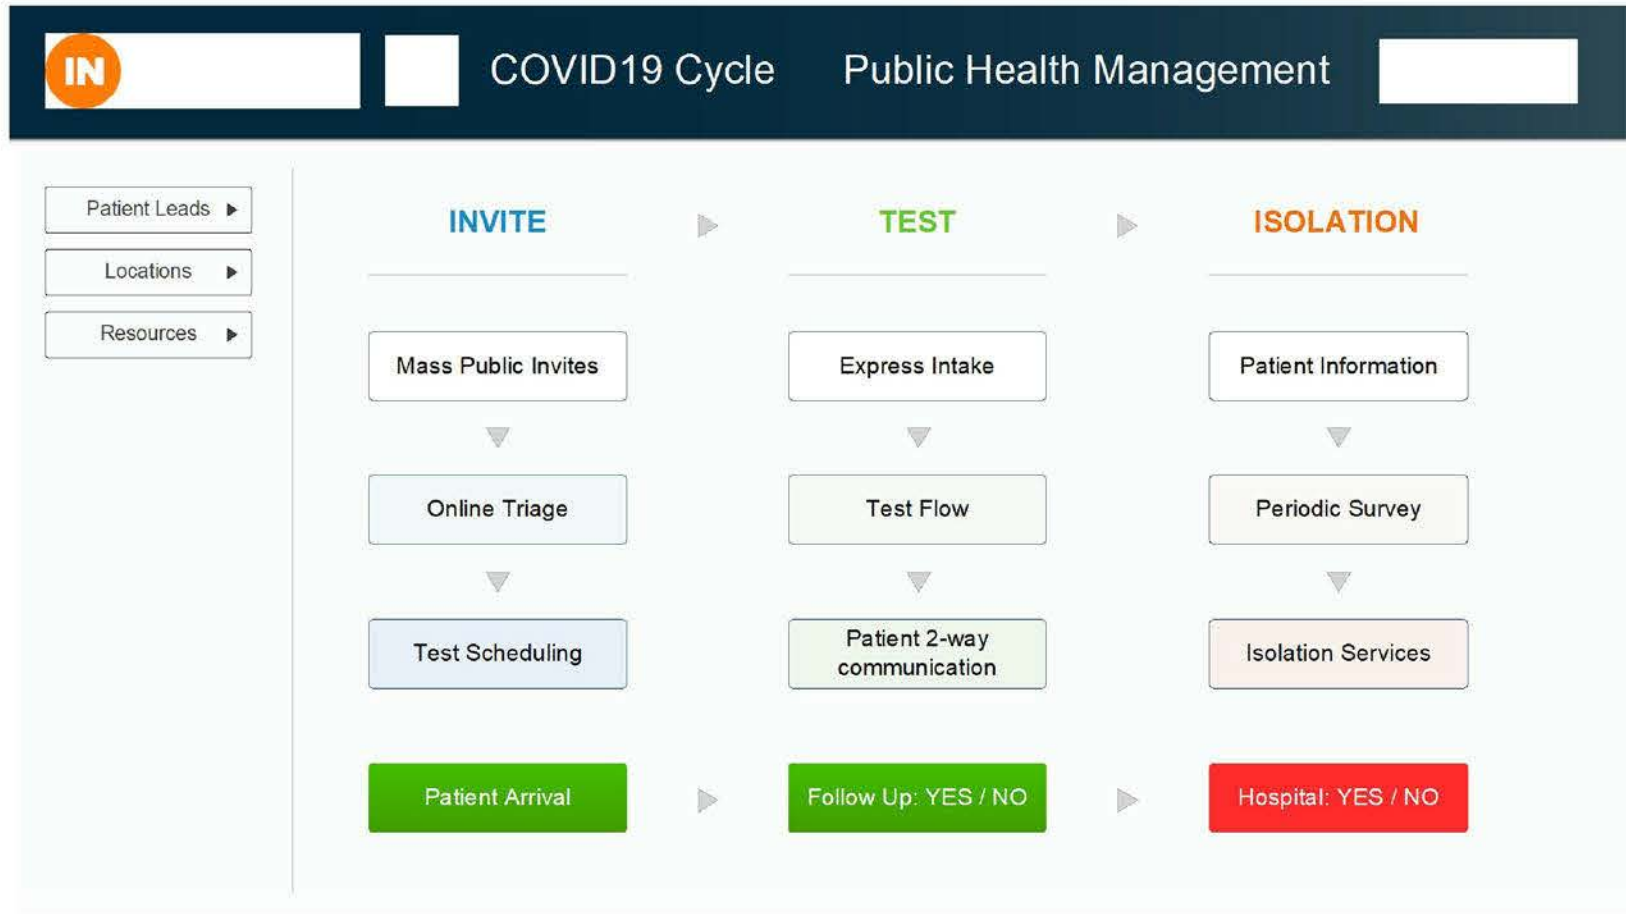 IN
COVID19 Cycle
Public Health Management
Patient Leads
Locations
Resources
INVITE
TEST
ISOLATION
Mass Public Invites
Express Intake
Patient Information
Online Triage
Test Flow
Periodic Survey
Test Scheduling
Patient 2-way
communication
Isolation Services
Patient Arrival
Follow Up: YES / NO
Hospital: YES / NO